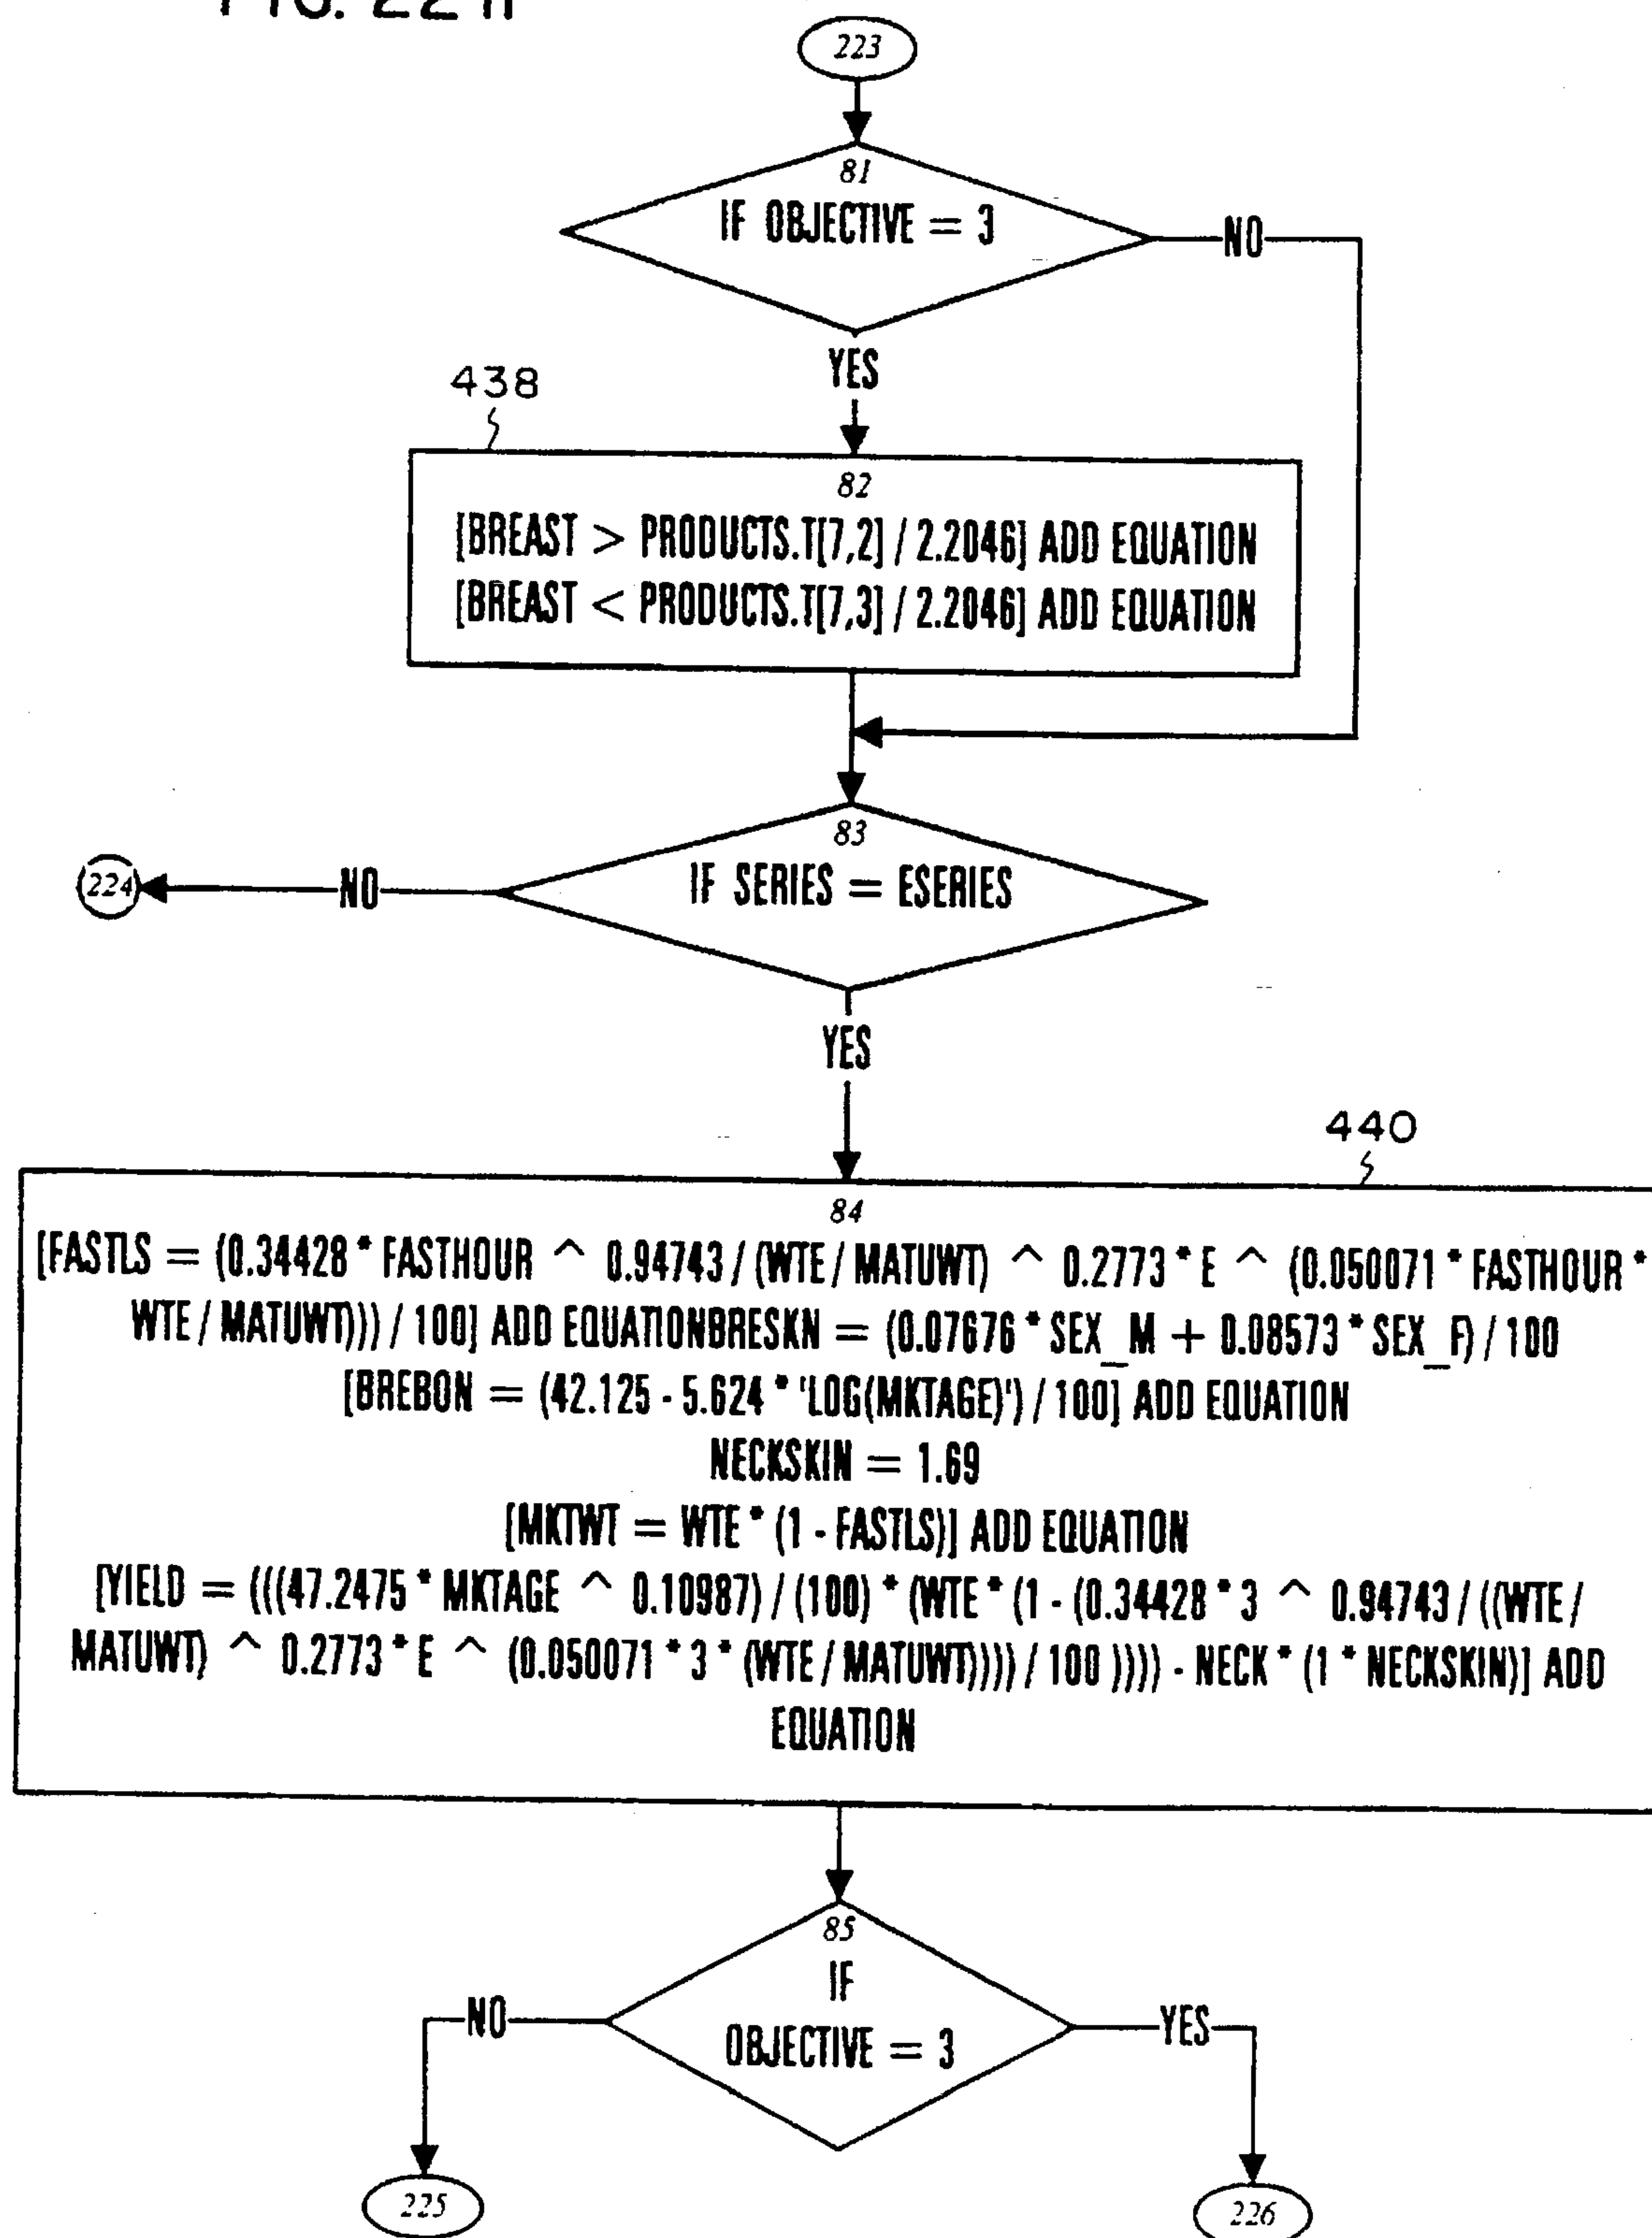 223
81
IF OBJECTIVE = 3
NO
YES
438
82
[BREAST > PRODUCTS.T[7,2] / 2.2046] ADD EQUATION
[BREAST < PRODUCTS.T[7,3] / 2.2046] ADD EQUATION
83
IF SERIES = ESERIES
NO
224
YES
440
84
[FASTLS = (0.34428 * FASTHOUR ^ 0.94743 / (WTE / MATUWT) ^ 0.2773 * E ^ (0.050071 * FASTHOUR *
WTE / MATUWT))) / 100] ADD EQUATIONBRESKN = (0.07676 * SEX_M + 0.08573 * SEX_F) / 100
[BREBON = (42.125 - 5.624 * 'LOG(MKTAGE)') / 100] ADD EQUATION
NECKSKIN = 1.69
[MKTWT = WTE * (1 - FASTLS)] ADD EQUATION
[YIELD = (((47.2475 * MKTAGE ^ 0.10987) / (100) * (WTE * (1 - (0.34428 * 3 ^ 0.94743 / ((WTE /
MATUWT) ^ 0.2773 * E ^ (0.050071 * 3 * (WTE / MATUWT)))) / 100 )))) - NECK * (1 * NECKSKIN)] ADD
EQUATION
85
IF
OBJECTIVE = 3
NO
YES
225
226